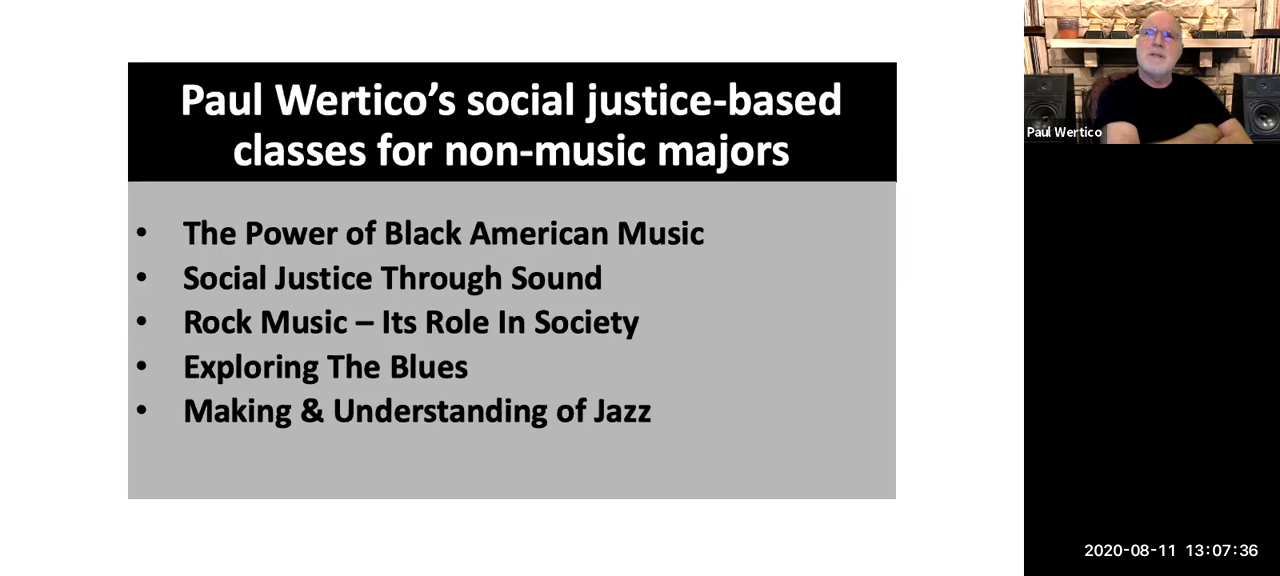 Paul Wertico’s social justice-based
classes for non-music majors
• The Power of Black American Music
• Social Justice Through Sound
• Rock Music – Its Role In Society
• Exploring The Blues
• Making & Understanding of Jazz
Paul Wertico
2020-08-11 13:07:36